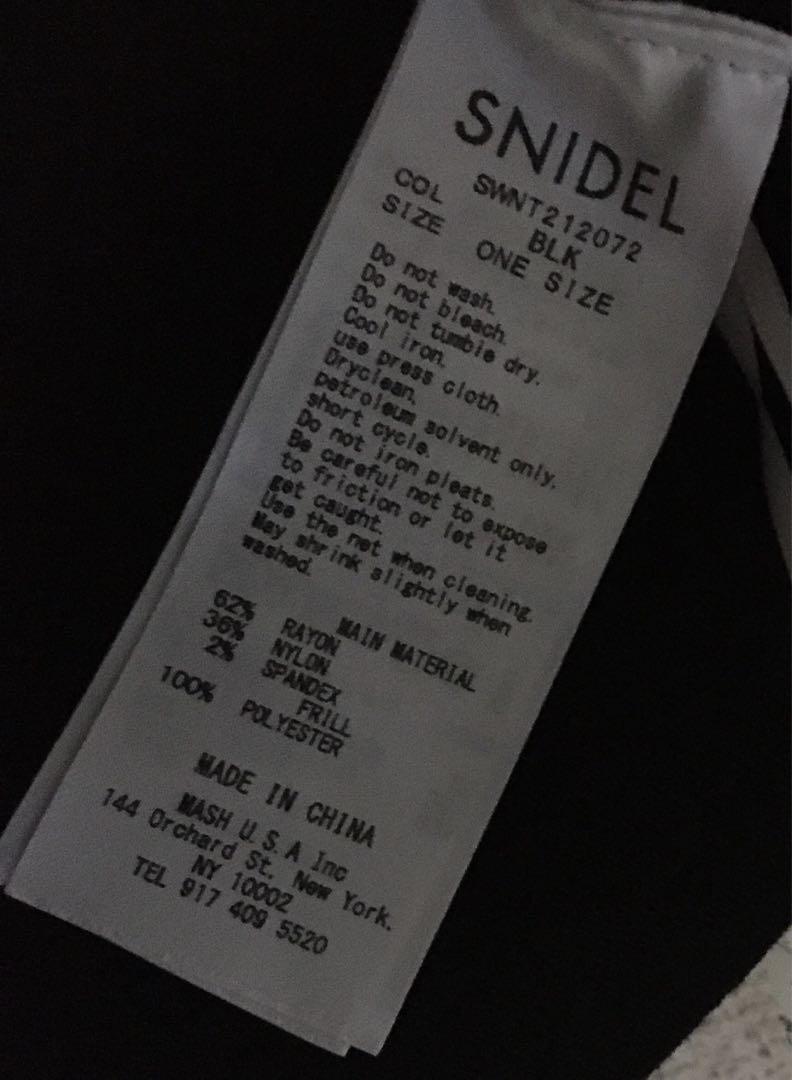 SNIDEL
SWNT212072
COL BLK
SIZE ONE SIZE
Do not wash.
Do not bleach.
Do not tumble dry.
Cool iron.
use press cloth.
Dryclean,
petroleum solvent only.
short cycle.
Do not iron pleats.
Be careful not to expose
to friction or let it
get caught.
Use the net when cleaning.
May shrink slightly when
washed.
MAIN MATERIAL
62% RAYON
36% NYLON
2% SPANDEX
FRILL
100% POLYESTER
MADE IN CHINA
MASH U.S.A Inc
144 Orchard St. New York.
NY 10002
TEL 917 409 5520